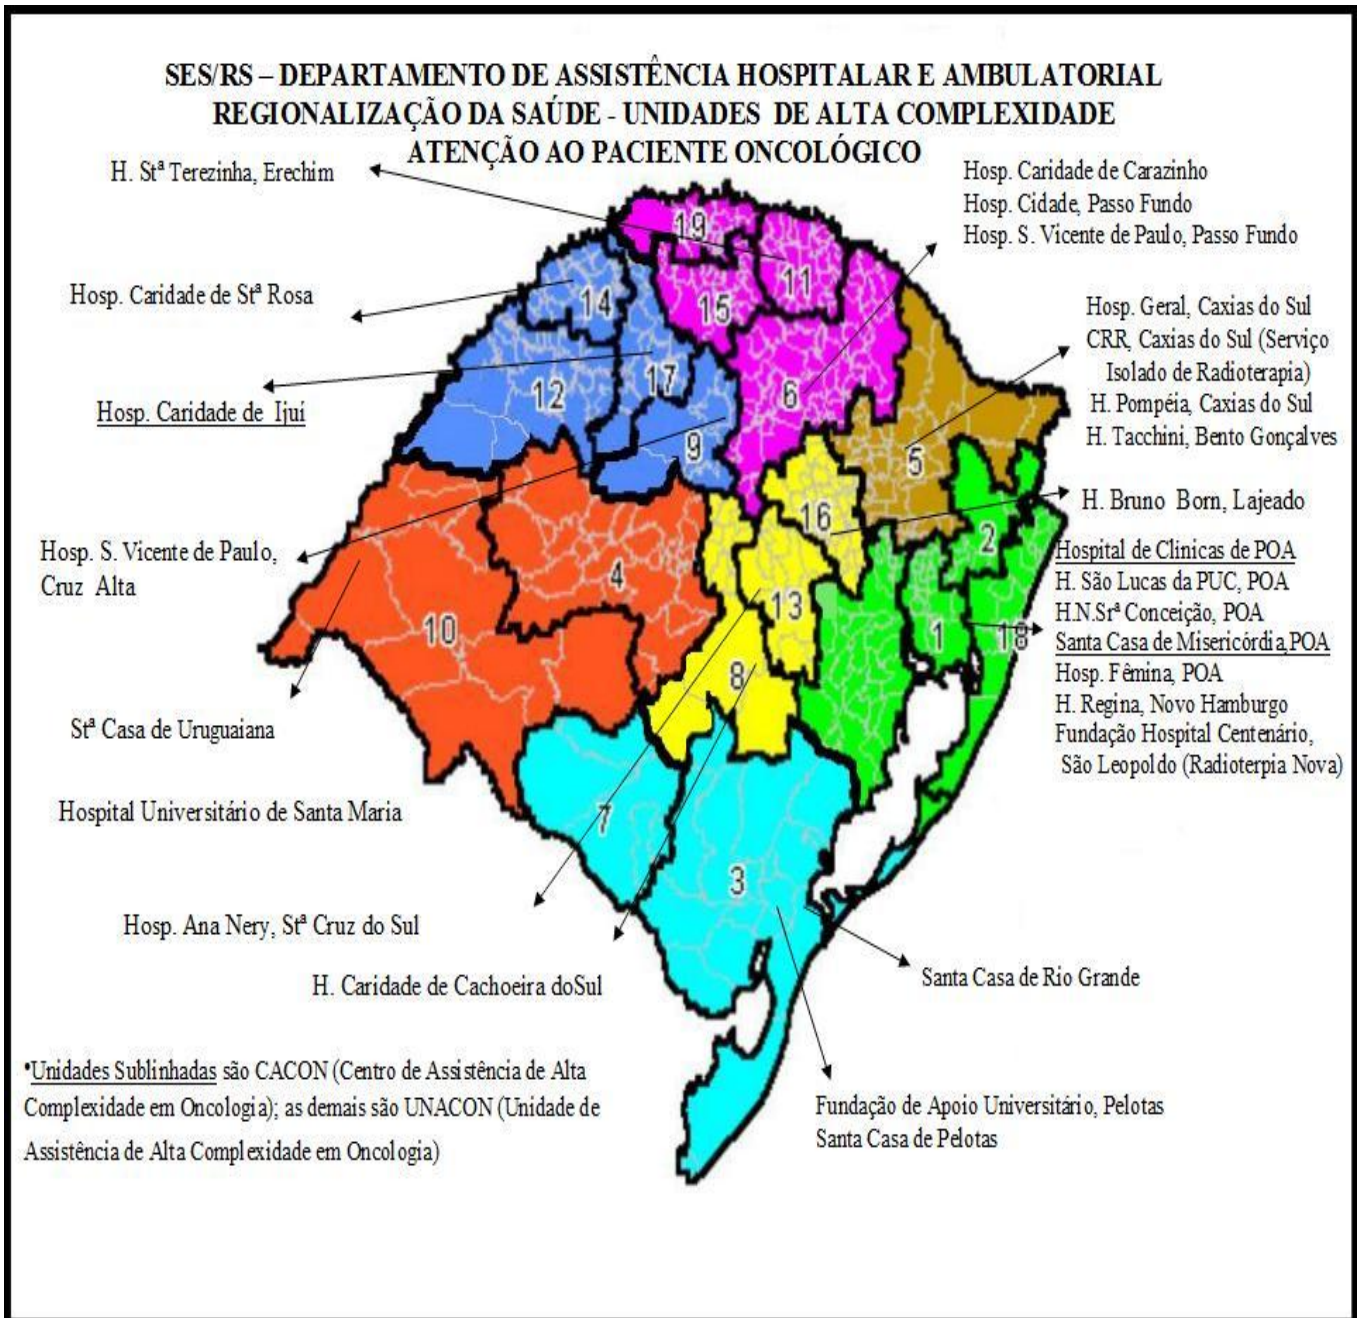 SES/RS – DEPARTAMENTO DE ASSISTÊNCIA HOSPITALAR E AMBULATORIAL
REGIONALIZAÇÃO DA SAÚDE - UNIDADES DE ALTA COMPLEXIDADE
ATENÇÃO AO PACIENTE ONCOLÓGICO
H. Stª Terezinha, Erechim
Hosp. Caridade de Carazinho
Hosp. Cidade, Passo Fundo
Hosp. S. Vicente de Paulo, Passo Fundo
Hosp. Caridade de Stª Rosa
Hosp. Geral, Caxias do Sul
CRR, Caxias do Sul (Serviço
Isolado de Radioterapia)
H. Pompéia, Caxias do Sul
H. Tacchini, Bento Gonçalves
Hosp. Caridade de Ijuí
H. Bruno Born, Lajeado
Hosp. S. Vicente de Paulo,
Cruz Alta
Hospital de Clinicas de POA
H. São Lucas da PUC, POA
H.N.Srª Conceição, POA
Santa Casa de Misericórdia,POA
Hosp. Fêmina, POA
H. Regina, Novo Hamburgo
Fundação Hospital Centenário,
São Leopoldo (Radioterpia Nova)
19
11
14
15
17
12
6
9
5
16
2
4
13
10
1
18
8
7
3
Stª Casa de Uruguaiana
Hospital Universitário de Santa Maria
Hosp. Ana Nery, Stª Cruz do Sul
H. Caridade de Cachoeira doSul
Santa Casa de Rio Grande
Fundação de Apoio Universitário, Pelotas
Santa Casa de Pelotas
•Unidades Sublinhadas são CACON (Centro de Assistência de Alta
Complexidade em Oncologia); as demais são UNACON (Unidade de
Assistência de Alta Complexidade em Oncologia)